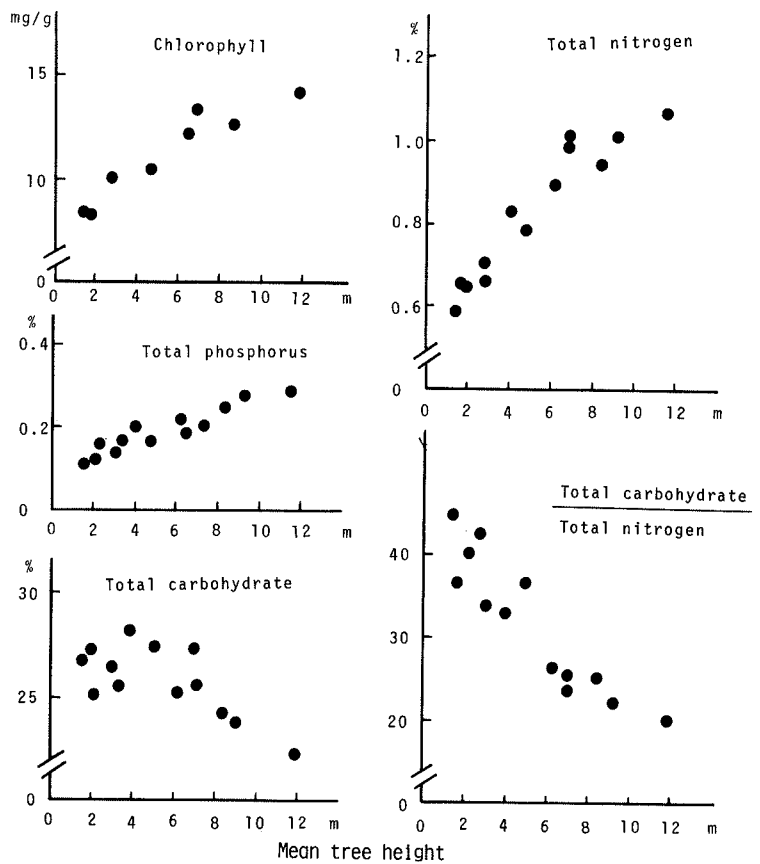 mg/g
Chlorophyll
15
10
0
0 2 4 6 8 10 12 m
%
Total nitrogen
1.2
1.0
0.8
0.6
0
0 2 4 6 8 10 12 m
%
Total phosphorus
0.4
0.2
0
0 2 4 6 8 10 12 m
%
Total carbohydrate
30
25
0
0 2 4 6 8 10 12 m
Total carbohydrate
Total nitrogen
40
30
20
0
0 2 4 6 8 10 12 m
Mean tree height